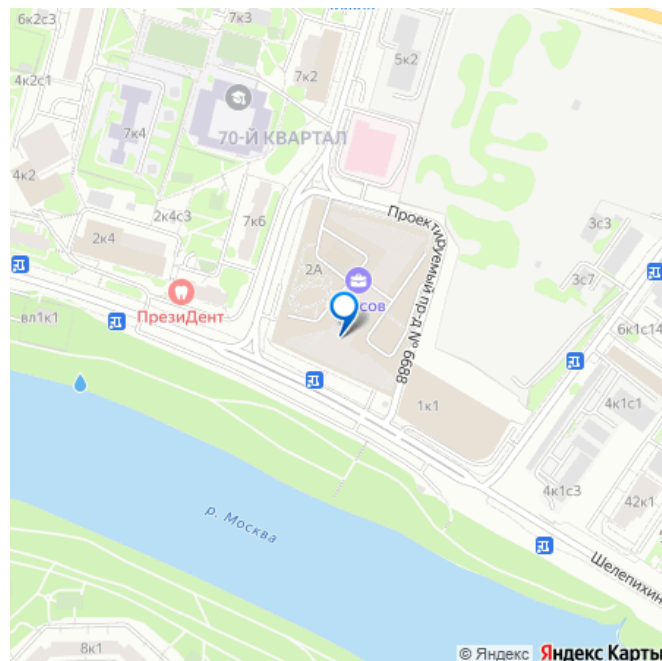 6к2с3
7к3
7к2
5к2
4к2с1
7к4
70-Й КВАРТАЛ
4к2
7к6
2к4с3
2к4
Проектируемый пр-д № 6688
3с3
2А
3с7
сов
ПрезиДент
вл1к1
6к1с14
1к1
4к1с1
4к1с3
42к1
р. Москва
Шелепихин
8к1
© Яндекс Яндекс Карты